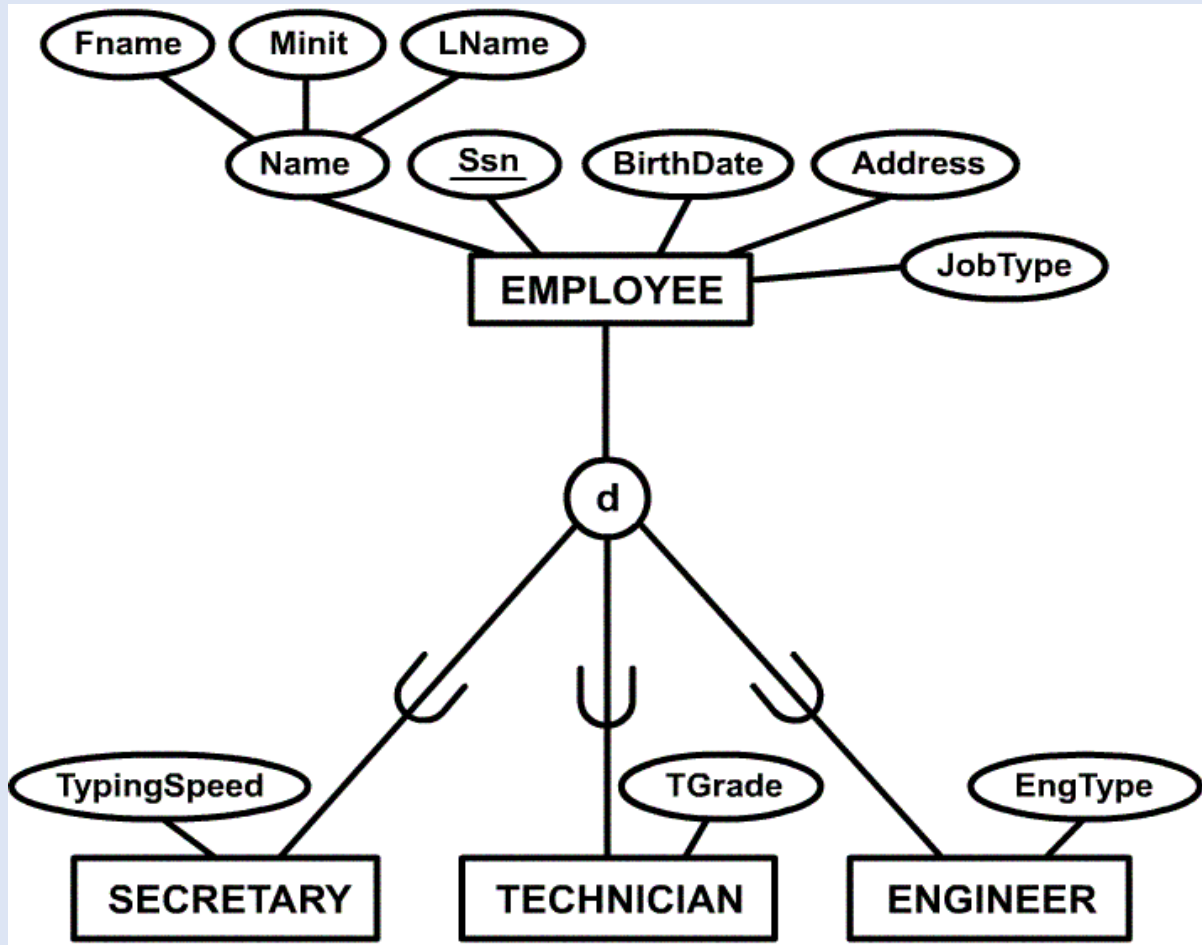 Fname
Minit
LName
Name
Ssn
BirthDate
Address
JobType
EMPLOYEE
d
TypingSpeed
TGrade
EngType
SECRETARY
TECHNICIAN
ENGINEER